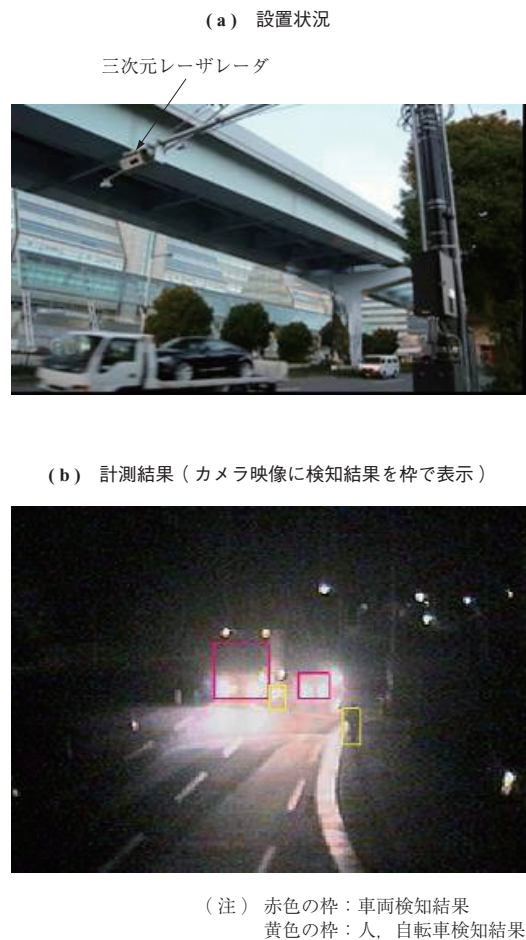 ( a ) 設置状況
三次元レーザレーダ
( b ) 計測結果（カメラ映像に検知結果を枠で表示）
（注） 赤色の枠：車両検知結果
黄色の枠：人，自転車検知結果